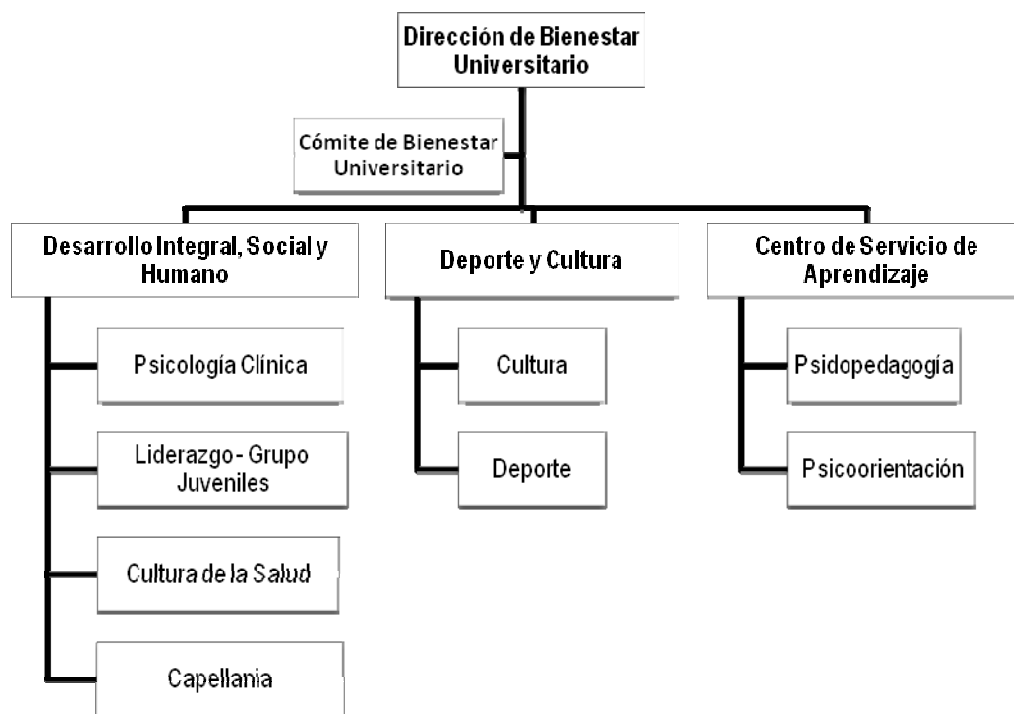 Dirección de Bienestar
Universitario
Cómite de Bienestar
Universitario
Desarrollo Integral, Social y
Humano
Deporte y Cultura
Centro de Servicio de
Aprendizaje
Psicología Clínica
Liderazgo - Grupo
Juveniles
Cultura de la Salud
Capellania
Cultura
Deporte
Psidopedagogía
Psicoorientación